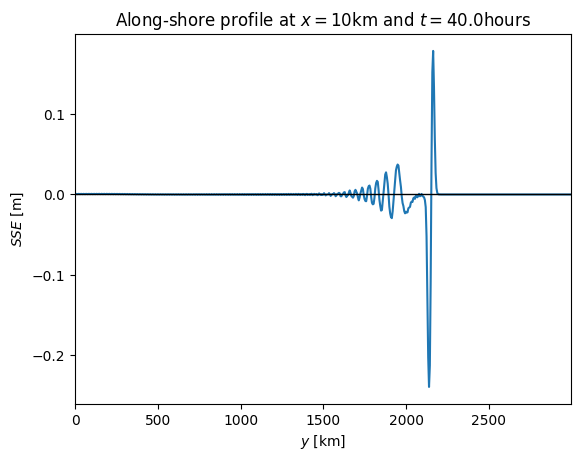 Along-shore profile at x = 10km and t = 40.0hours
SSE [m]
0.1
0.0
−0.1
−0.2
0 500 1000 1500 2000 2500
y [km]